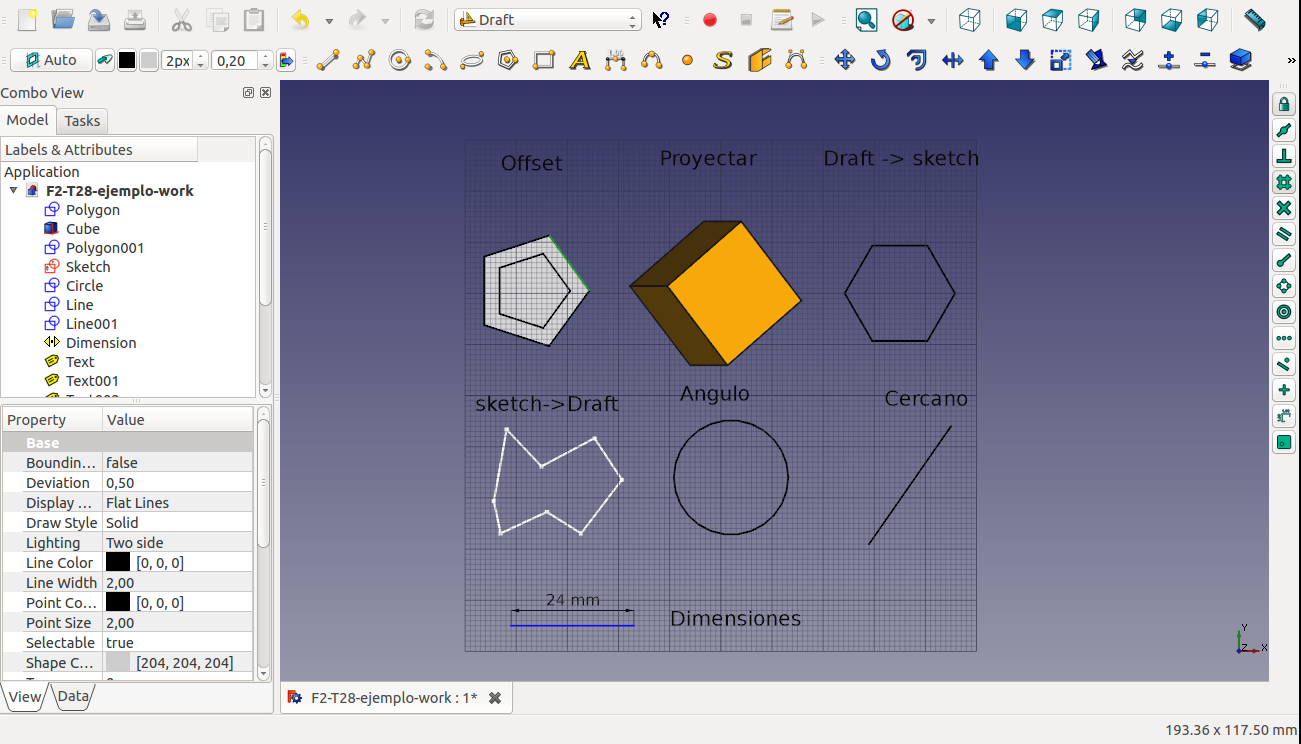 Draft
Auto
2px
0,20
Combo View
Model
Tasks
Labels & Attributes
Application
F2-T28-ejemplo-work
Polygon
Cube
Polygon001
Sketch
Circle
Line
Line001
Dimension
Text
Text001
Property Value
Base
Boundin... false
Deviation 0,50
Display ... Flat Lines
Draw Style Solid
Lighting Two side
Line Color [0, 0, 0]
Line Width 2,00
Point Co... [0, 0, 0]
Point Size 2,00
Selectable true
Shape C... [204, 204, 204]
View
Data
Offset
Proyectar
Draft -> sketch
sketch->Draft
Angulo
Cercano
24 mm
Dimensiones
Y
Z
X
F2-T28-ejemplo-work : 1*
193.36 x 117.50 mm